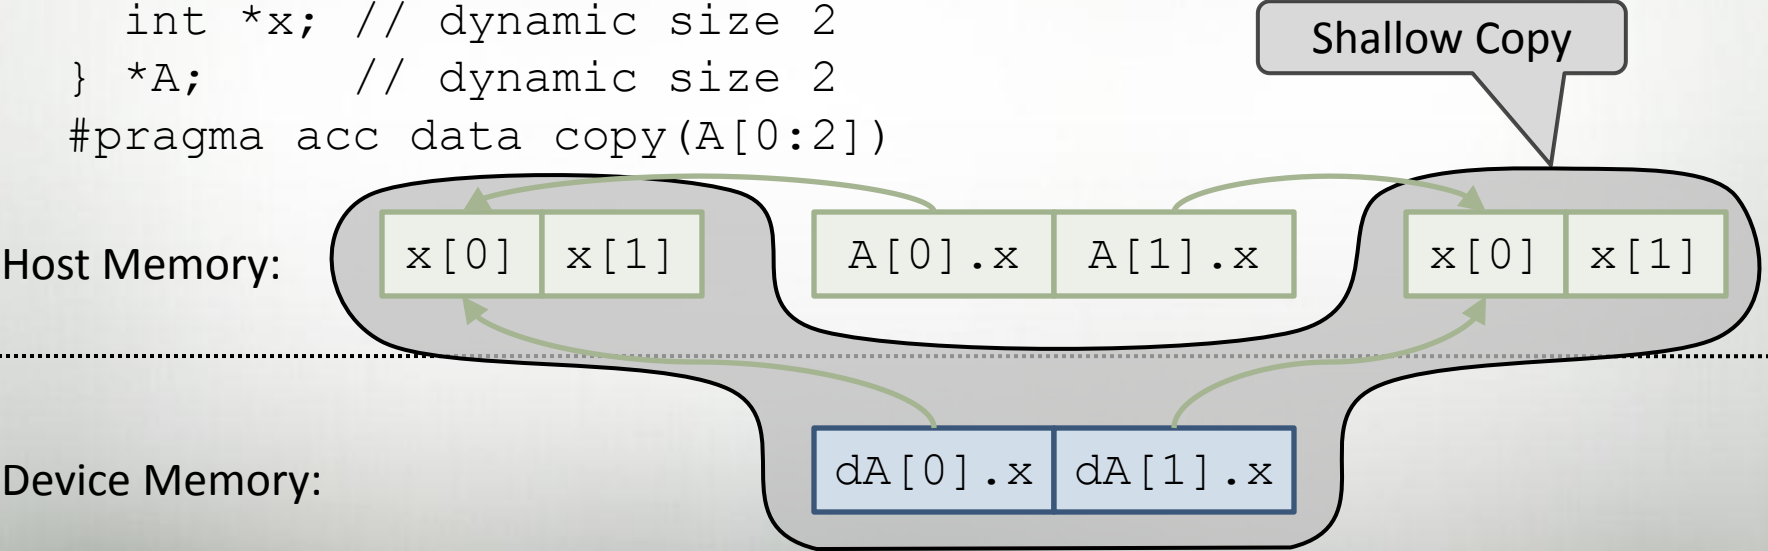 int *x; // dynamic size 2
} *A;      // dynamic size 2
#pragma acc data copy(A[0:2])
Shallow Copy
Host Memory:
x[0] x[1] A[0].x A[1].x x[0] x[1]
Device Memory:
dA[0].x dA[1].x